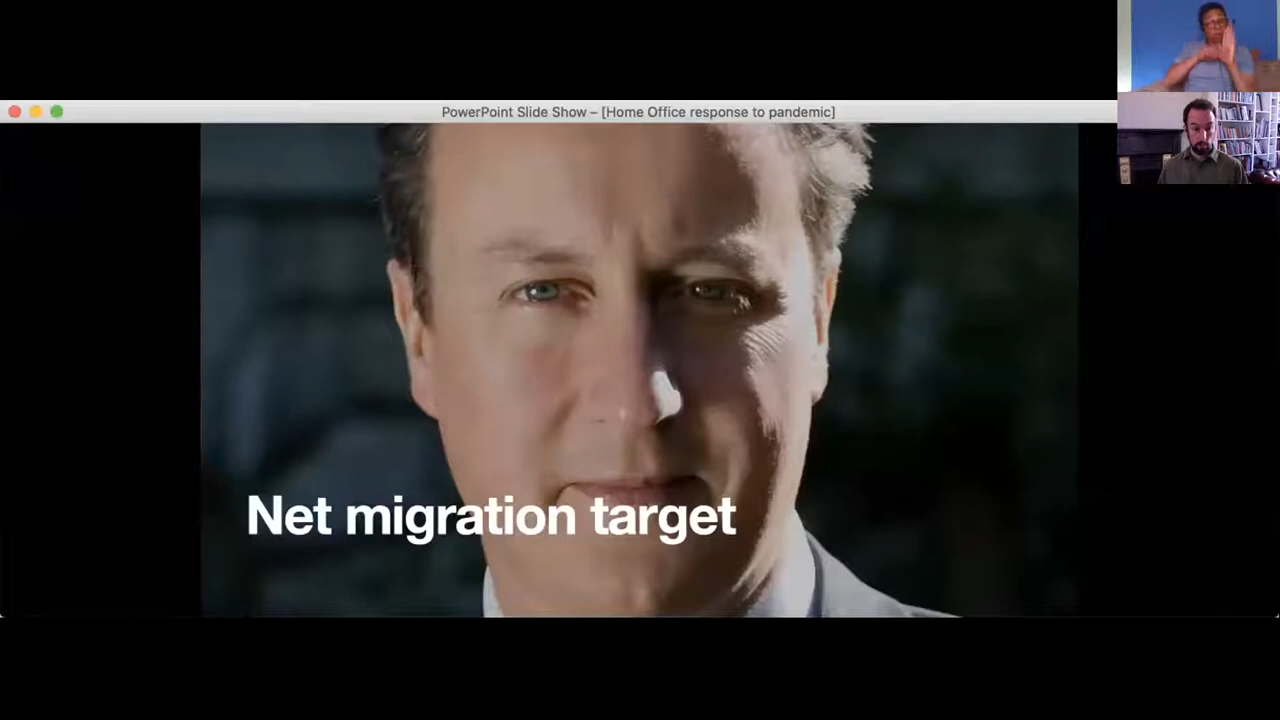 PowerPoint Slide Show – [Home Office response to pandemic]
Net migration target